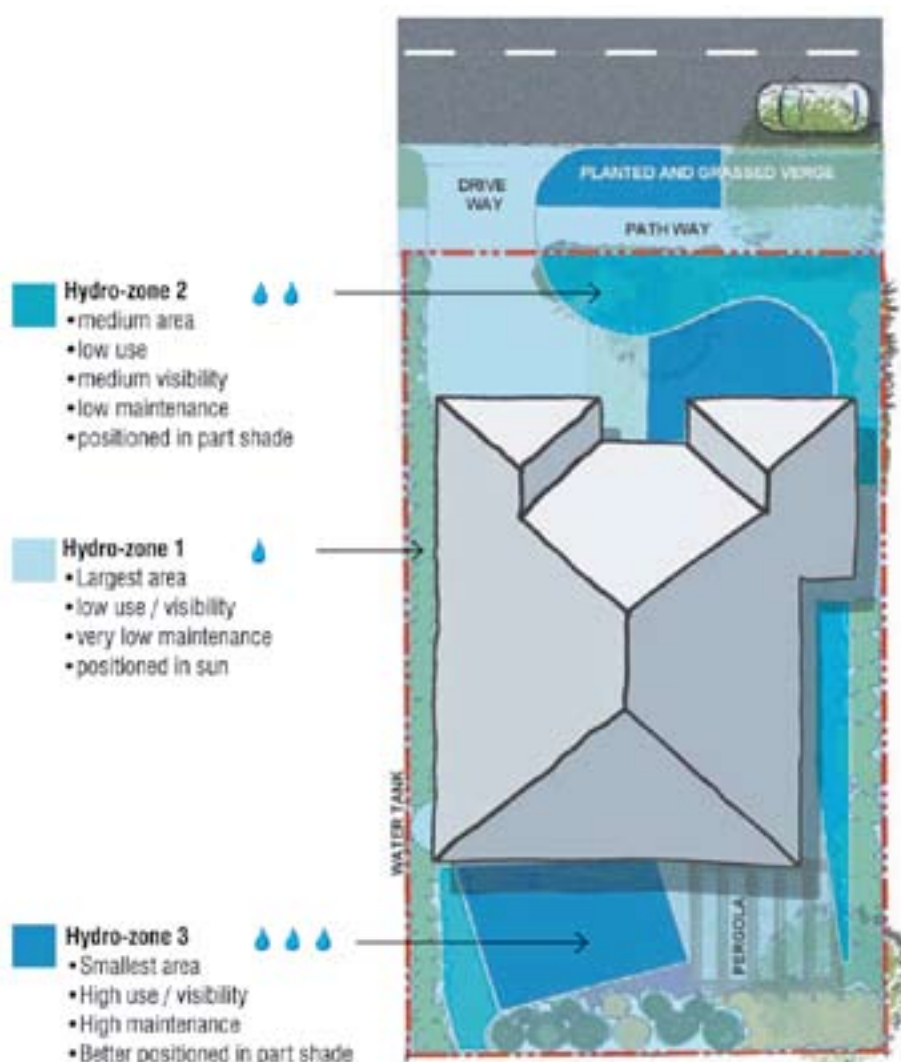 PLANTED AND GRASSED VERGE
DRIVE
WAY
PATH WAY
Hydro-zone 2
•medium area
•low use
•medium visibility
•low maintenance
•positioned in part shade
Hydro-zone 1
•Largest area
•low use / visibility
•very low maintenance
•positioned in sun
WATER TANK
Hydro-zone 3
•Smallest area
•High use / visibility
•High maintenance
•Better positioned in part shade
PERGOLA